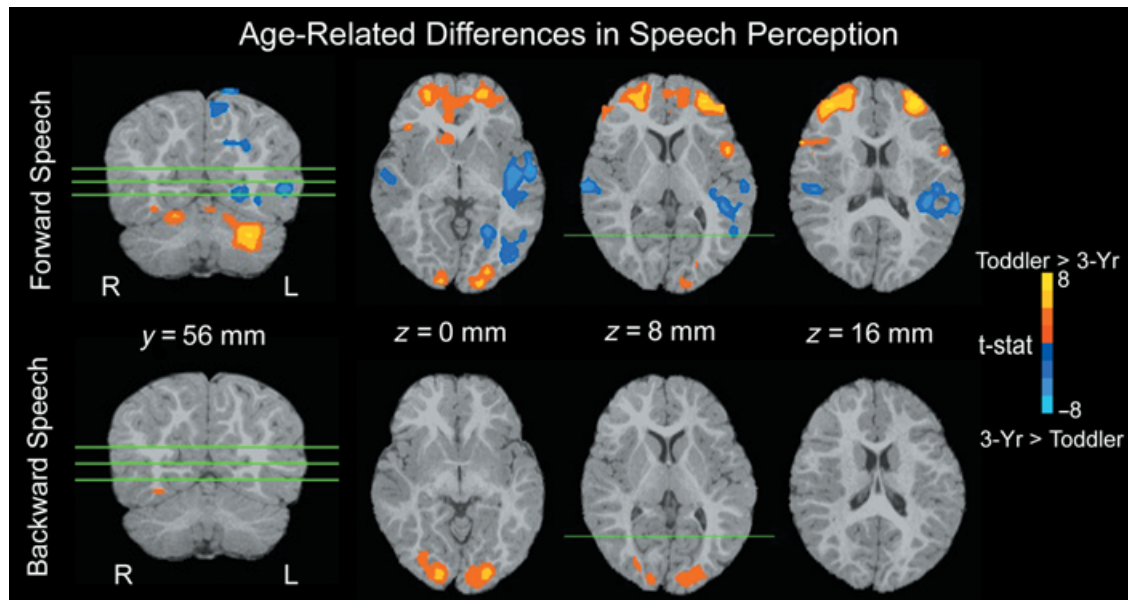 Age-Related Differences in Speech Perception
Forward Speech
R L
y = 56 mm z = 0 mm z = 8 mm z = 16 mm
Toddler > 3-Yr
8
t-stat
–8
3-Yr > Toddler
Backward Speech
R L